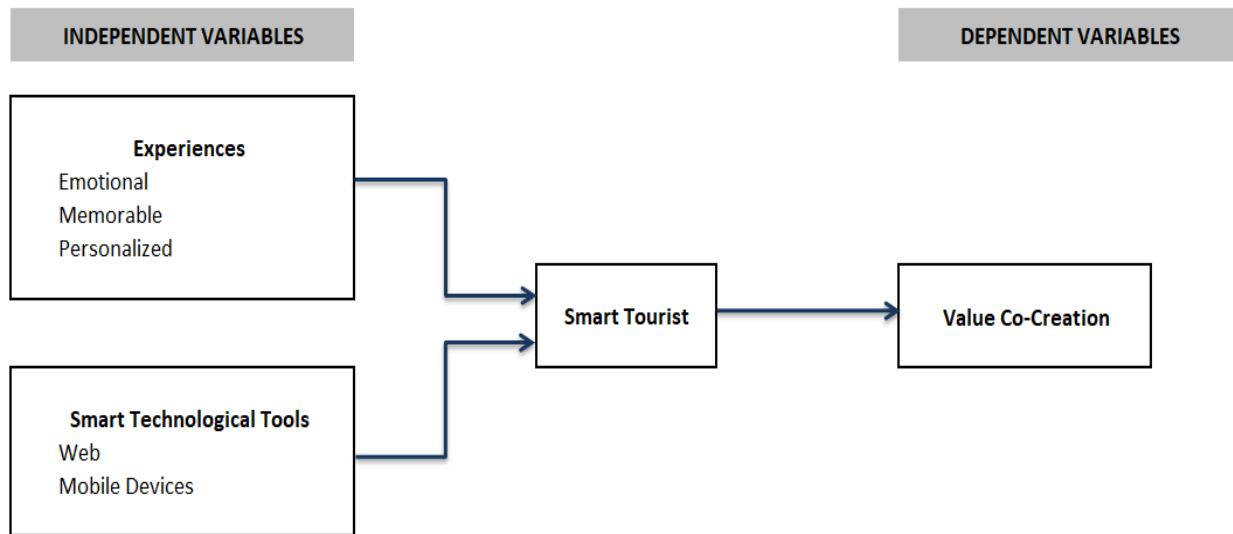 INDEPENDENT VARIABLES
DEPENDENT VARIABLES
Experiences
Emotional
Memorable
Personalized
Smart Tourist
Value Co-Creation
Smart Technological Tools
Web
Mobile Devices